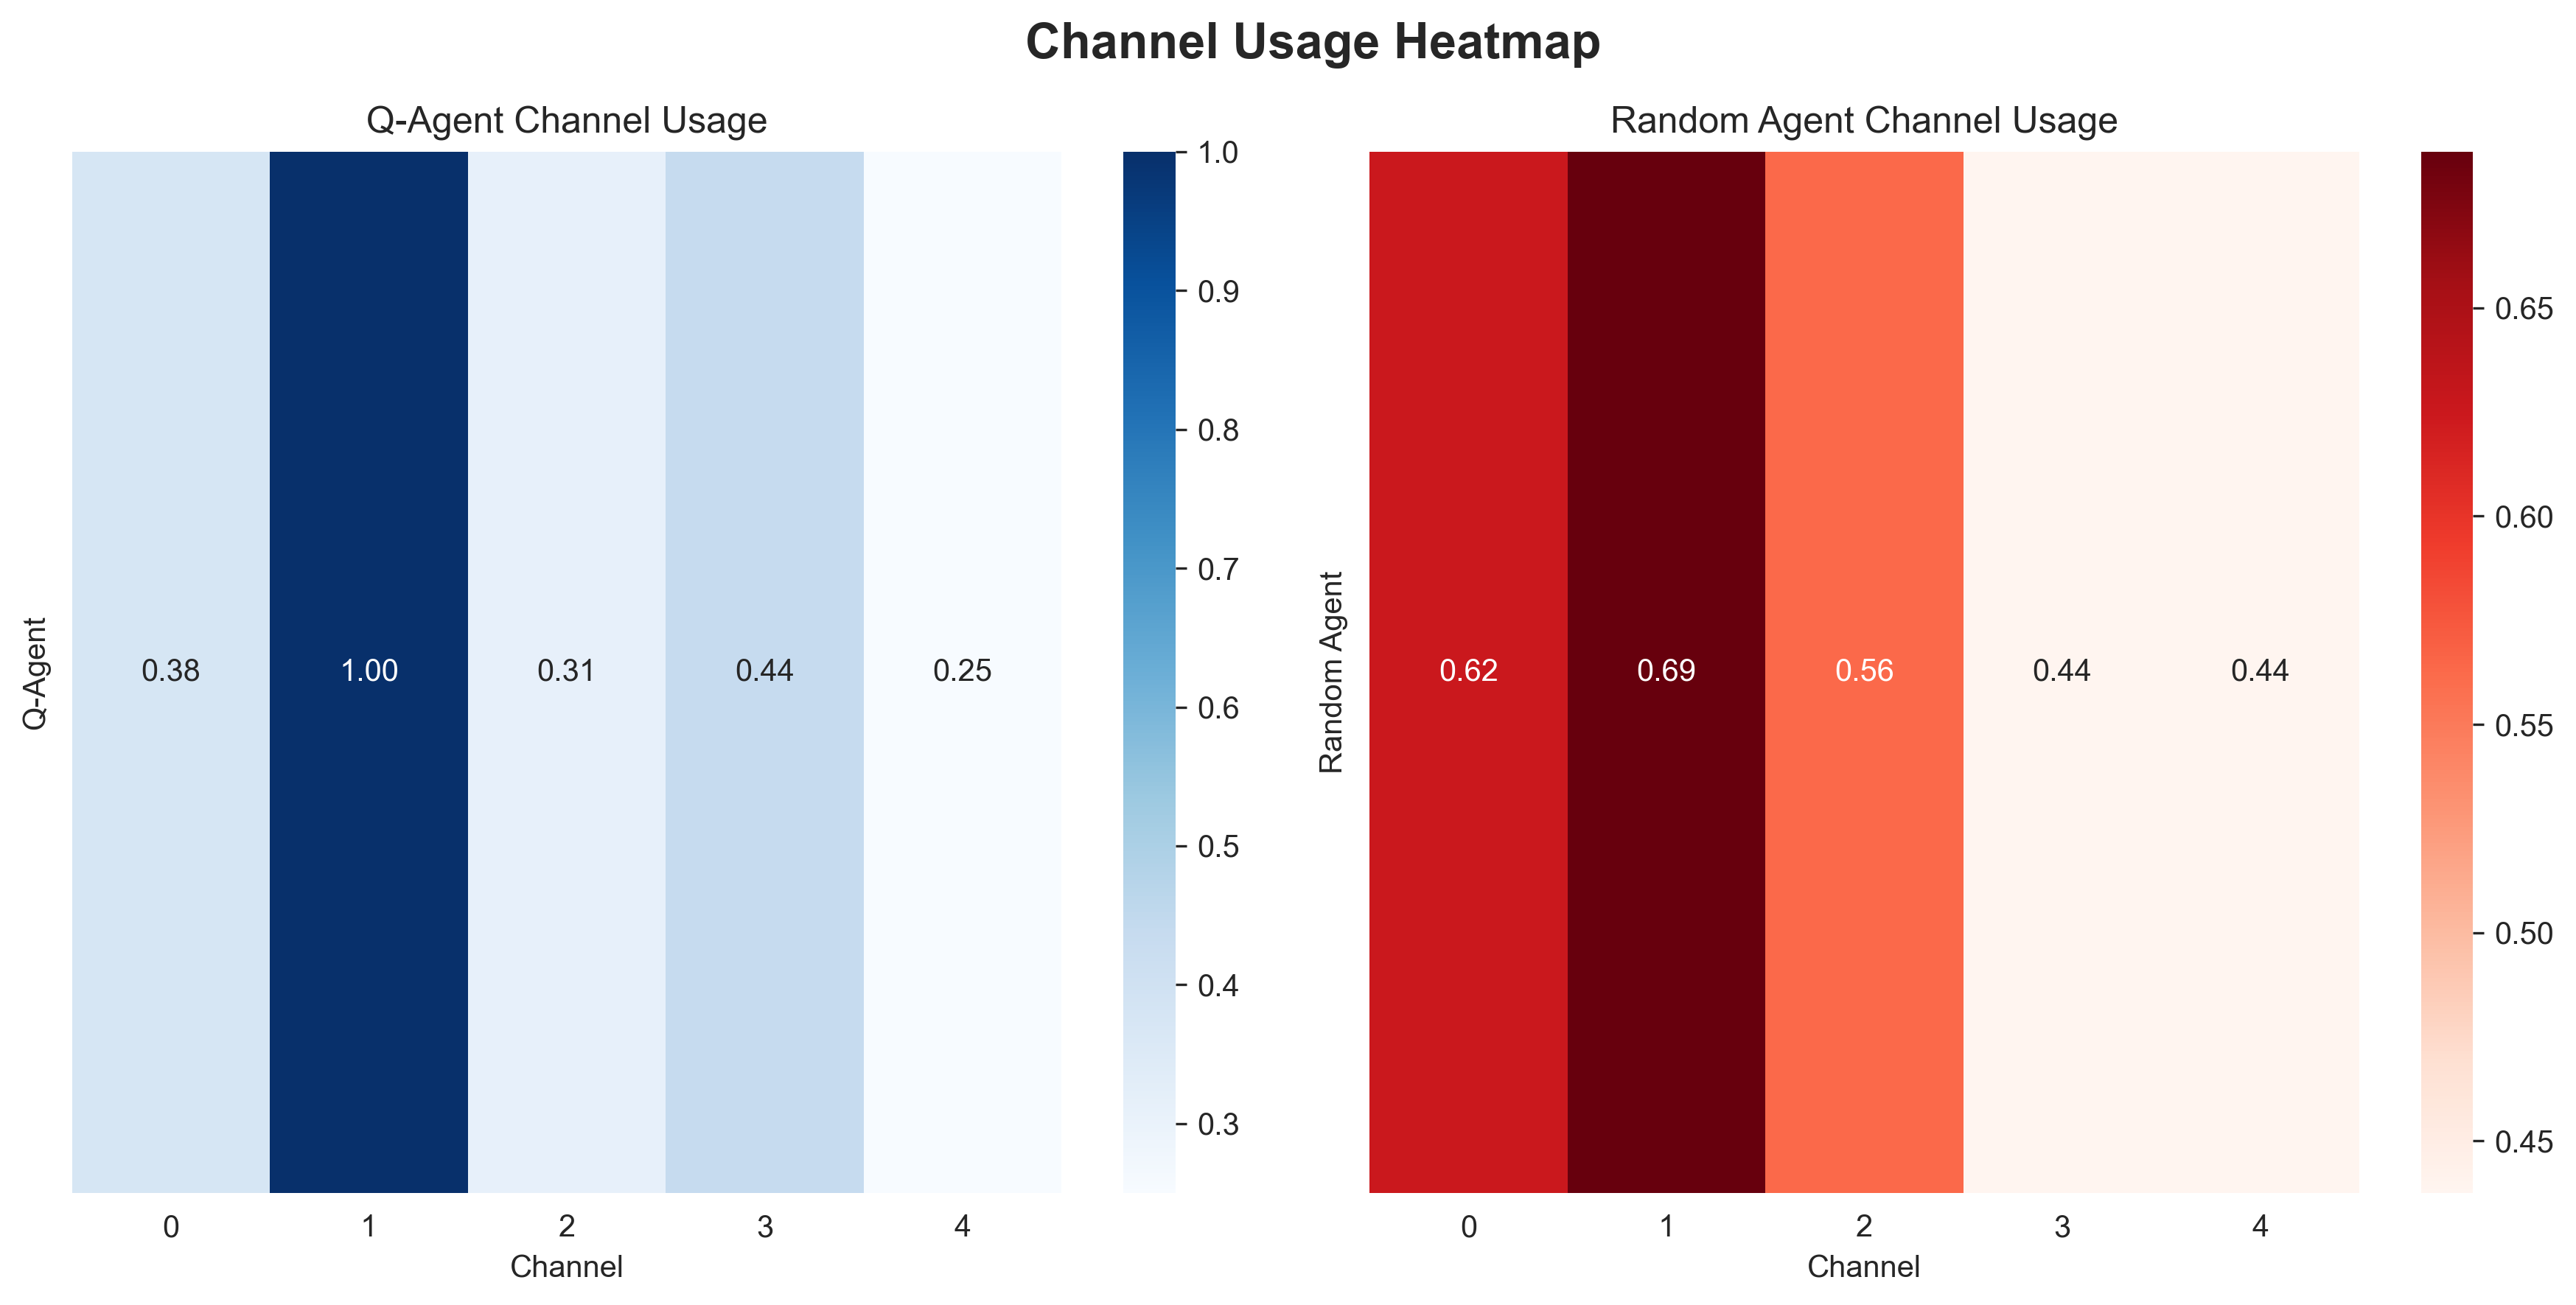 Channel Usage Heatmap
Q-Agent Channel Usage
Q-Agent
0.38 1.00 0.31 0.44 0.25
0 1 2 3 4
Channel
1.0
0.9
0.8
0.7
0.6
0.5
0.4
0.3
Random Agent Channel Usage
Random Agent
0.62 0.69 0.56 0.44 0.44
0 1 2 3 4
Channel
0.65
0.60
0.55
0.50
0.45